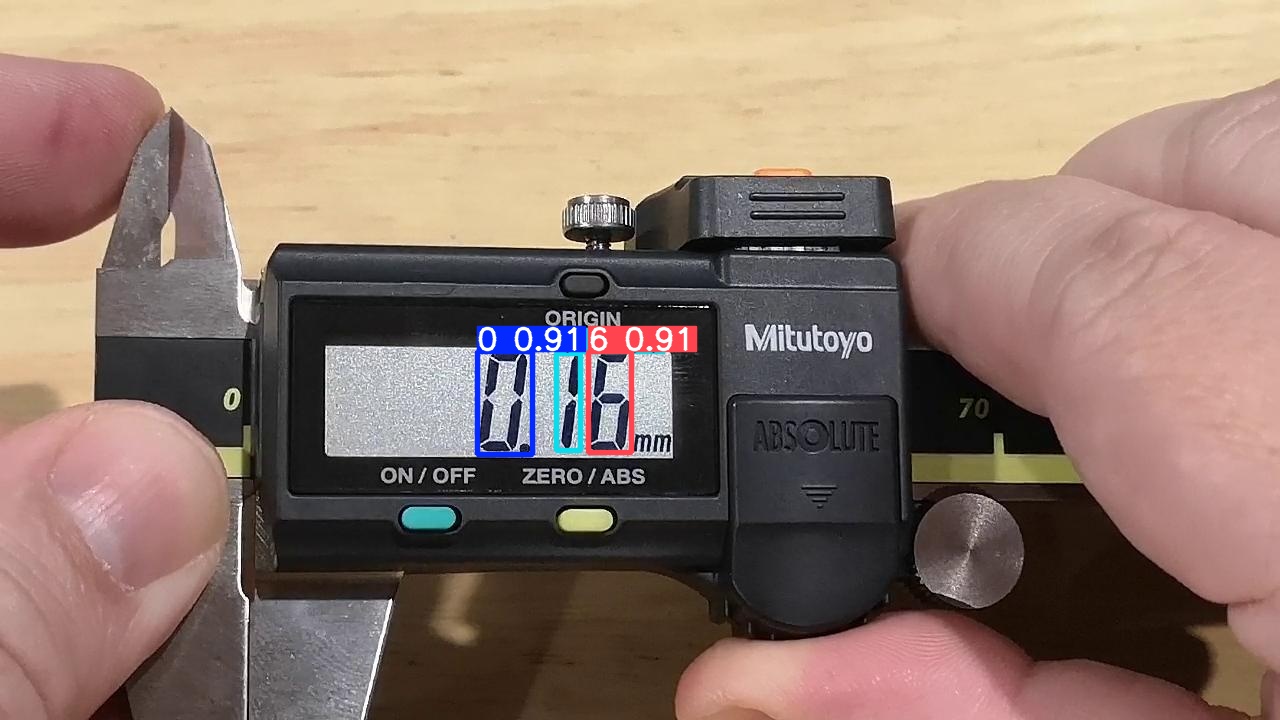 ORIGIN
0 0.91 6 0.91
Mitutoyo
0.16 mm
0
70
ABSOLUTE
ON / OFF ZERO / ABS